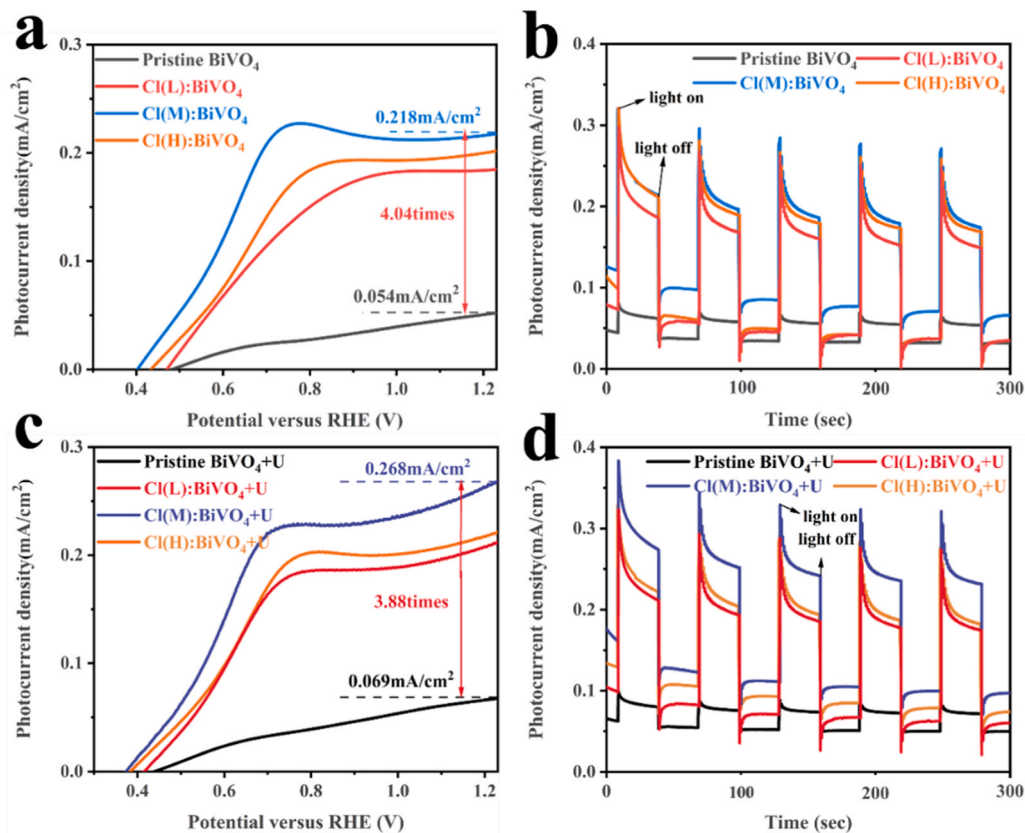 a
0.3
0.2
0.1
0.0
Photocurrent density(mA/cm²)
Pristine BiVO₄
Cl(L):BiVO₄
Cl(M):BiVO₄
Cl(H):BiVO₄
0.218mA/cm²
4.04times
0.054mA/cm²
0.4 0.6 0.8 1.0 1.2
Potential versus RHE (V)
b
0.4
0.3
0.2
0.1
0.0
Photocurrent density(mA/cm²)
Pristine BiVO₄ Cl(L):BiVO₄
Cl(M):BiVO₄ Cl(H):BiVO₄
light on
light off
0 100 200 300
Time (sec)
c
0.3
0.2
0.1
0.0
Photocurrent density(mA/cm²)
Pristine BiVO₄+U
Cl(L):BiVO₄+U
Cl(M):BiVO₄+U
Cl(H):BiVO₄+U
0.268mA/cm²
3.88times
0.069mA/cm²
0.4 0.6 0.8 1.0 1.2
Potential versus RHE (V)
d
0.4
0.3
0.2
0.1
0.0
Photocurrent density(mA/cm²)
Pristine BiVO₄+U Cl(L):BiVO₄+U
Cl(M):BiVO₄+U Cl(H):BiVO₄+U
light on
light off
0 100 200 300
Time (sec)